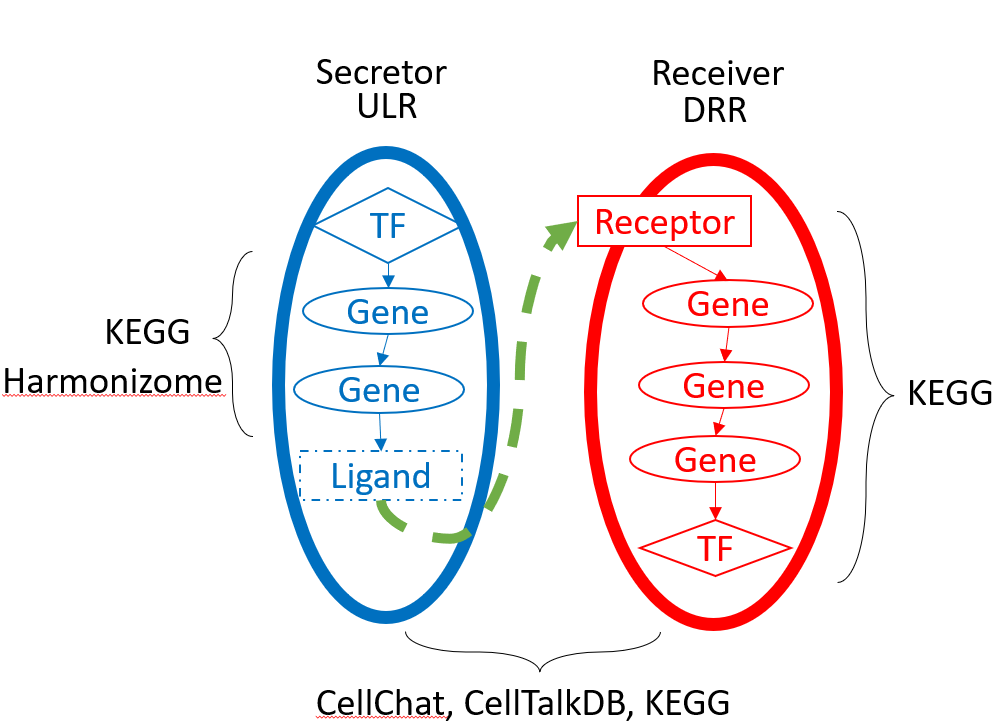 Secretor
ULR
Receiver
DRR
TF
Gene
Gene
Ligand
Receptor
Gene
Gene
Gene
TF
KEGG
Harmonizome
KEGG
CellChat, CellTalkDB, KEGG